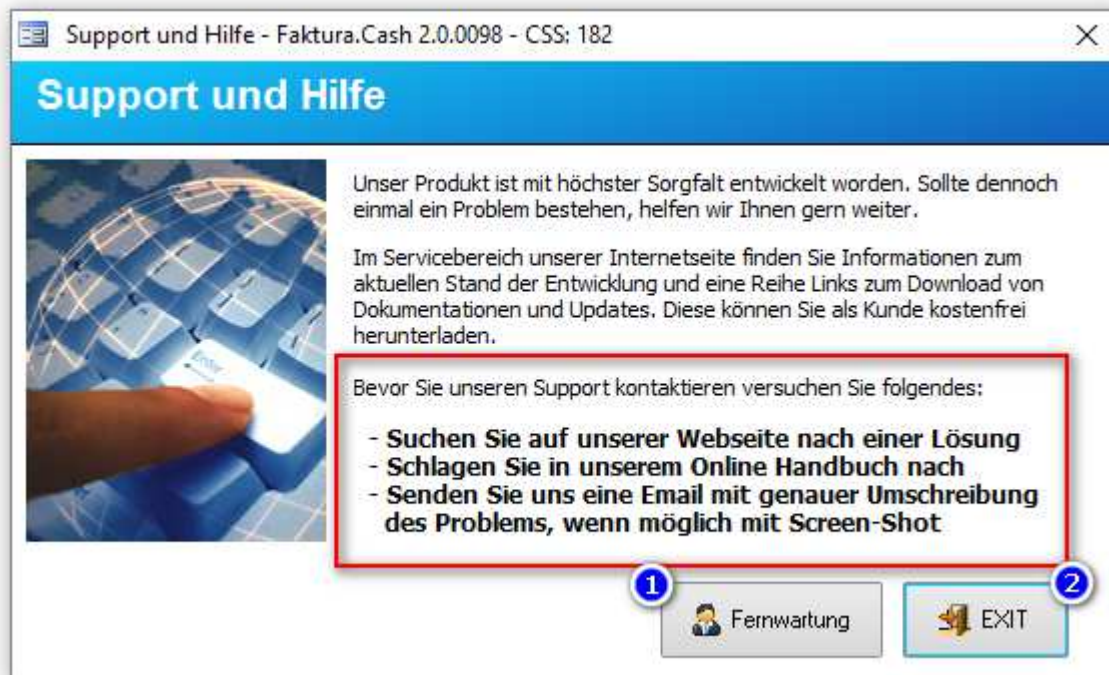 Support und Hilfe - Faktura.Cash 2.0.0098 - CSS: 182
Support und Hilfe
Unser Produkt ist mit höchster Sorgfalt entwickelt worden. Sollte dennoch
einmal ein Problem bestehen, helfen wir Ihnen gern weiter.
Im Servicebereich unserer Internetseite finden Sie Informationen zum
aktuellen Stand der Entwicklung und eine Reihe Links zum Download von
Dokumentationen und Updates. Diese können Sie als Kunde kostenfrei
herunterladen.
Enter
Bevor Sie unseren Support kontaktieren versuchen Sie folgendes:
- Suchen Sie auf unserer Webseite nach einer Lösung
- Schlagen Sie in unserem Online Handbuch nach
- Senden Sie uns eine Email mit genauer Umschreibung
des Problems, wenn möglich mit Screen-Shot
1
2
Fernwartung
EXIT